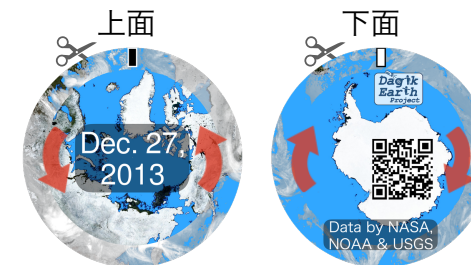 上面
下面
Dec. 27,
2013
Dagik
Earth
Project
Data by NASA,
NOAA & USGS